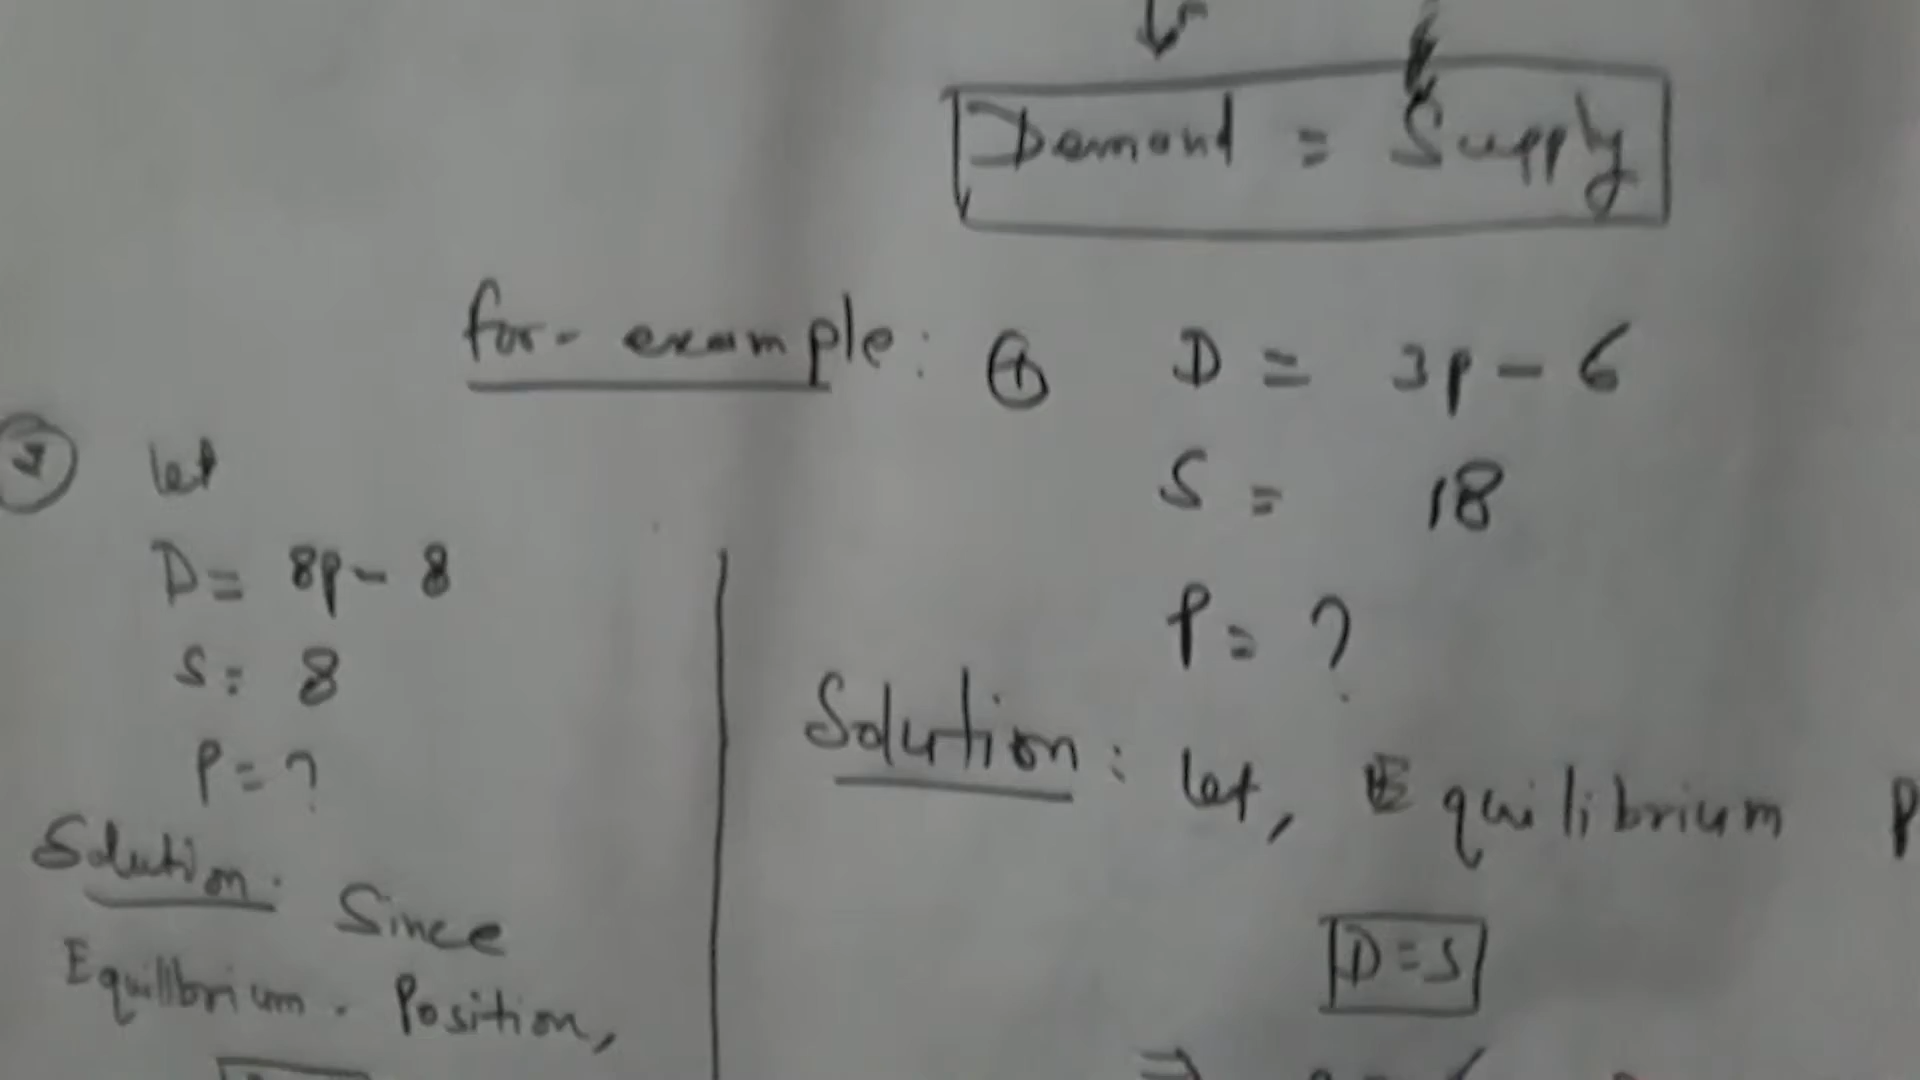 Demand = Supply
for- example: ① D = 3p - 6
S = 18
P = ?
Solution: let, Equilibrium P
D = S
let
D = 8p - 8
S = 8
P = ?
Solution. Since
Equilibrium. Position,